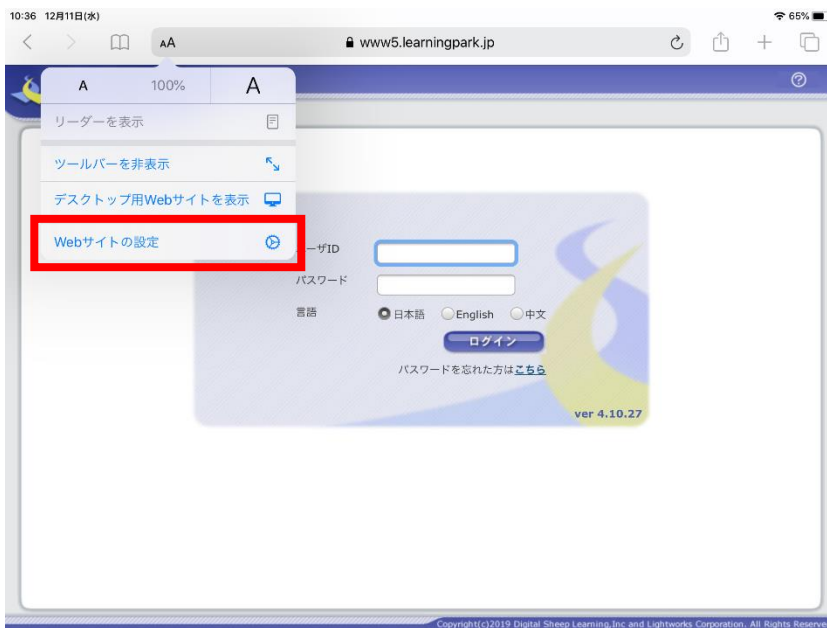 10:36 12月11日(水)
65%
AA
www5.learningpark.jp
A 100% A
リーダーを表示
ツールバーを非表示
デスクトップ用Webサイトを表示
Webサイトの設定
ーザID
パスワード
言語 日本語 English 中文
ログイン
パスワードを忘れた方はこちら
ver 4.10.27
Copyright(c)2019 Digital Sheep Learning,Inc and Lightworks Corporation. All Rights Reserve